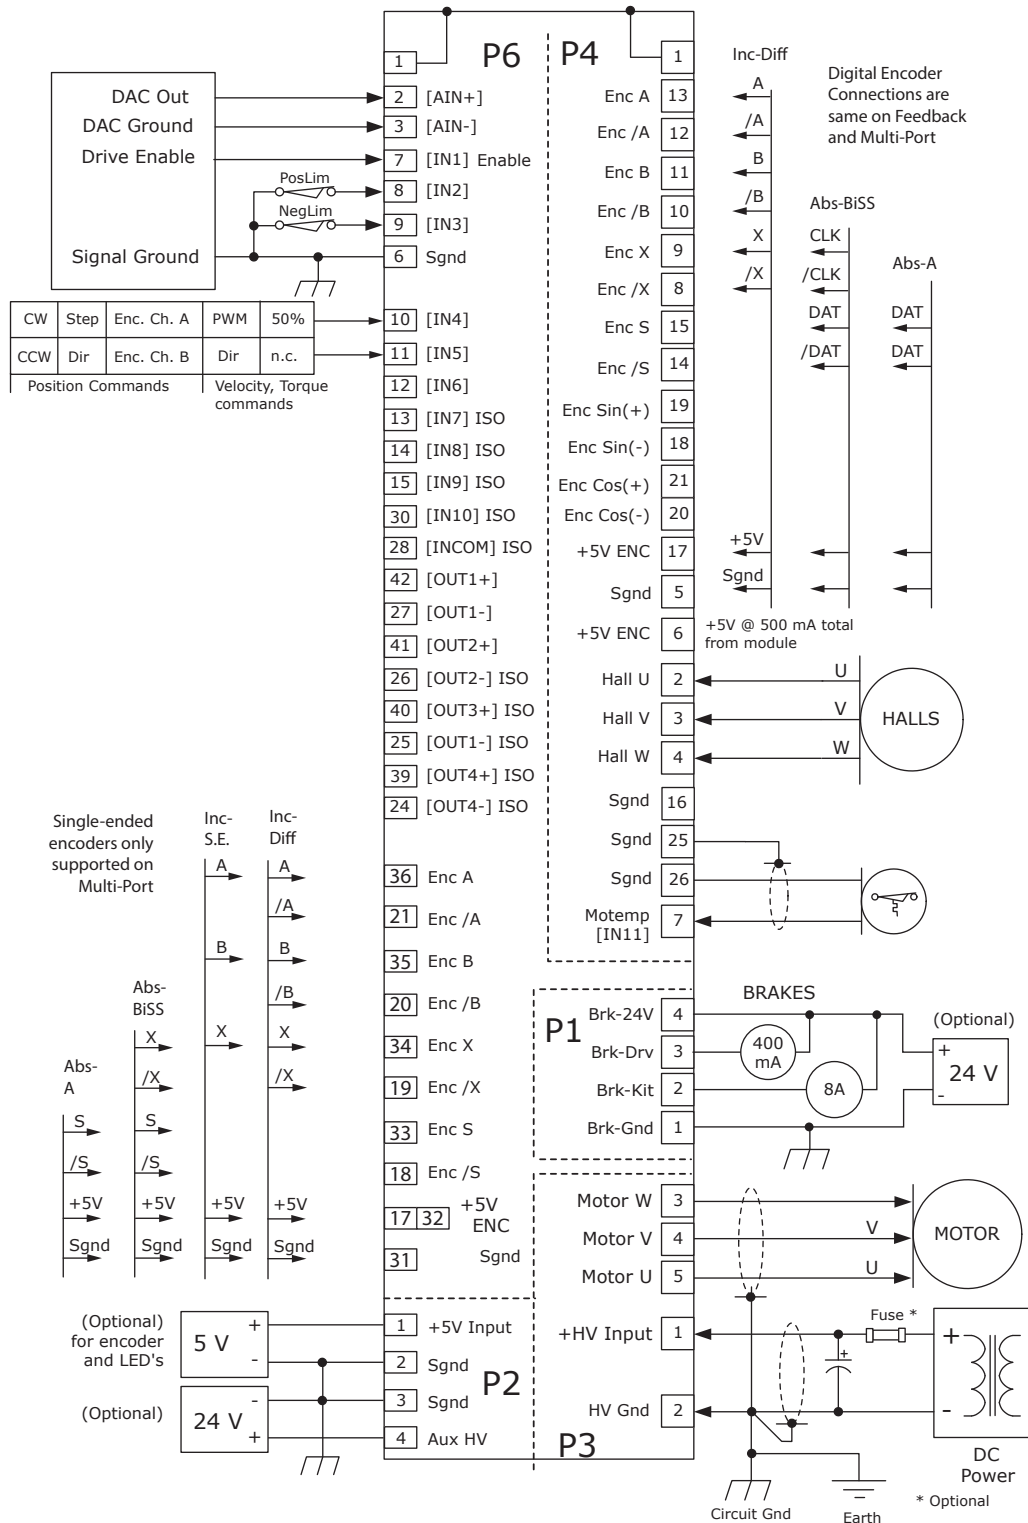 P6
P4
1
1
Inc-Diff
Digital Encoder
Connections are
same on Feedback
and Multi-Port
DAC Out
2 [AIN+]
DAC Ground
3 [AIN-]
Drive Enable
7 [IN1] Enable
PosLim
8 [IN2]
NegLim
9 [IN3]
Signal Ground
6 Sgnd
CW Step Enc. Ch. A PWM 50%
10 [IN4]
CCW Dir Enc. Ch. B Dir n.c.
11 [IN5]
Position Commands
Velocity, Torque
commands
12 [IN6]
13 [IN7] ISO
14 [IN8] ISO
15 [IN9] ISO
30 [IN10] ISO
28 [INCOM] ISO
42 [OUT1+]
27 [OUT1-]
41 [OUT2+]
26 [OUT2-] ISO
40 [OUT3+] ISO
25 [OUT1-] ISO
39 [OUT4+] ISO
24 [OUT4-] ISO
Enc A 13 A
Enc /A 12 /A
Enc B 11 B
Enc /B 10 /B
Enc X 9 X
Enc /X 8 /X
Enc S 15
Enc /S 14
Enc Sin(+) 19
Enc Sin(-) 18
Enc Cos(+) 21
Enc Cos(-) 20
+5V ENC 17 +5V
Sgnd 5 Sgnd
+5V ENC 6
+5V @ 500 mA total
from module
Abs-BiSS
CLK
/CLK
DAT
/DAT
Abs-A
DAT
DAT
Hall U 2 U
Hall V 3 V
Hall W 4 W
HALLS
Sgnd 16
Sgnd 25
Sgnd 26
Motemp
[IN11]
7
Single-ended
encoders only
supported on
Multi-Port
Inc-
S.E.
A
B
X
+5V
Sgnd
Inc-
Diff
A
/A
B
/B
X
/X
+5V
Sgnd
Abs-
BiSS
X
/X
S
/S
+5V
Sgnd
Abs-
A
S
/S
+5V
Sgnd
36 Enc A
21 Enc /A
35 Enc B
20 Enc /B
34 Enc X
19 Enc /X
33 Enc S
18 Enc /S
17 32 +5V
ENC
31 Sgnd
P1
BRAKES
Brk-24V 4
Brk-Drv 3
400
mA
Brk-Kit 2
8A
Brk-Gnd 1
(Optional)
+
24 V
-
Motor W 3
Motor V 4 V
Motor U 5 U
MOTOR
(Optional)
for encoder
and LED's
5 V
+
-
1 +5V Input
2 Sgnd
P2
(Optional)
24 V
-
+
3 Sgnd
4 Aux HV
+HV Input 1
Fuse *
+
+
HV Gnd 2
-
P3
DC
Power
* Optional
Circuit Gnd
Earth